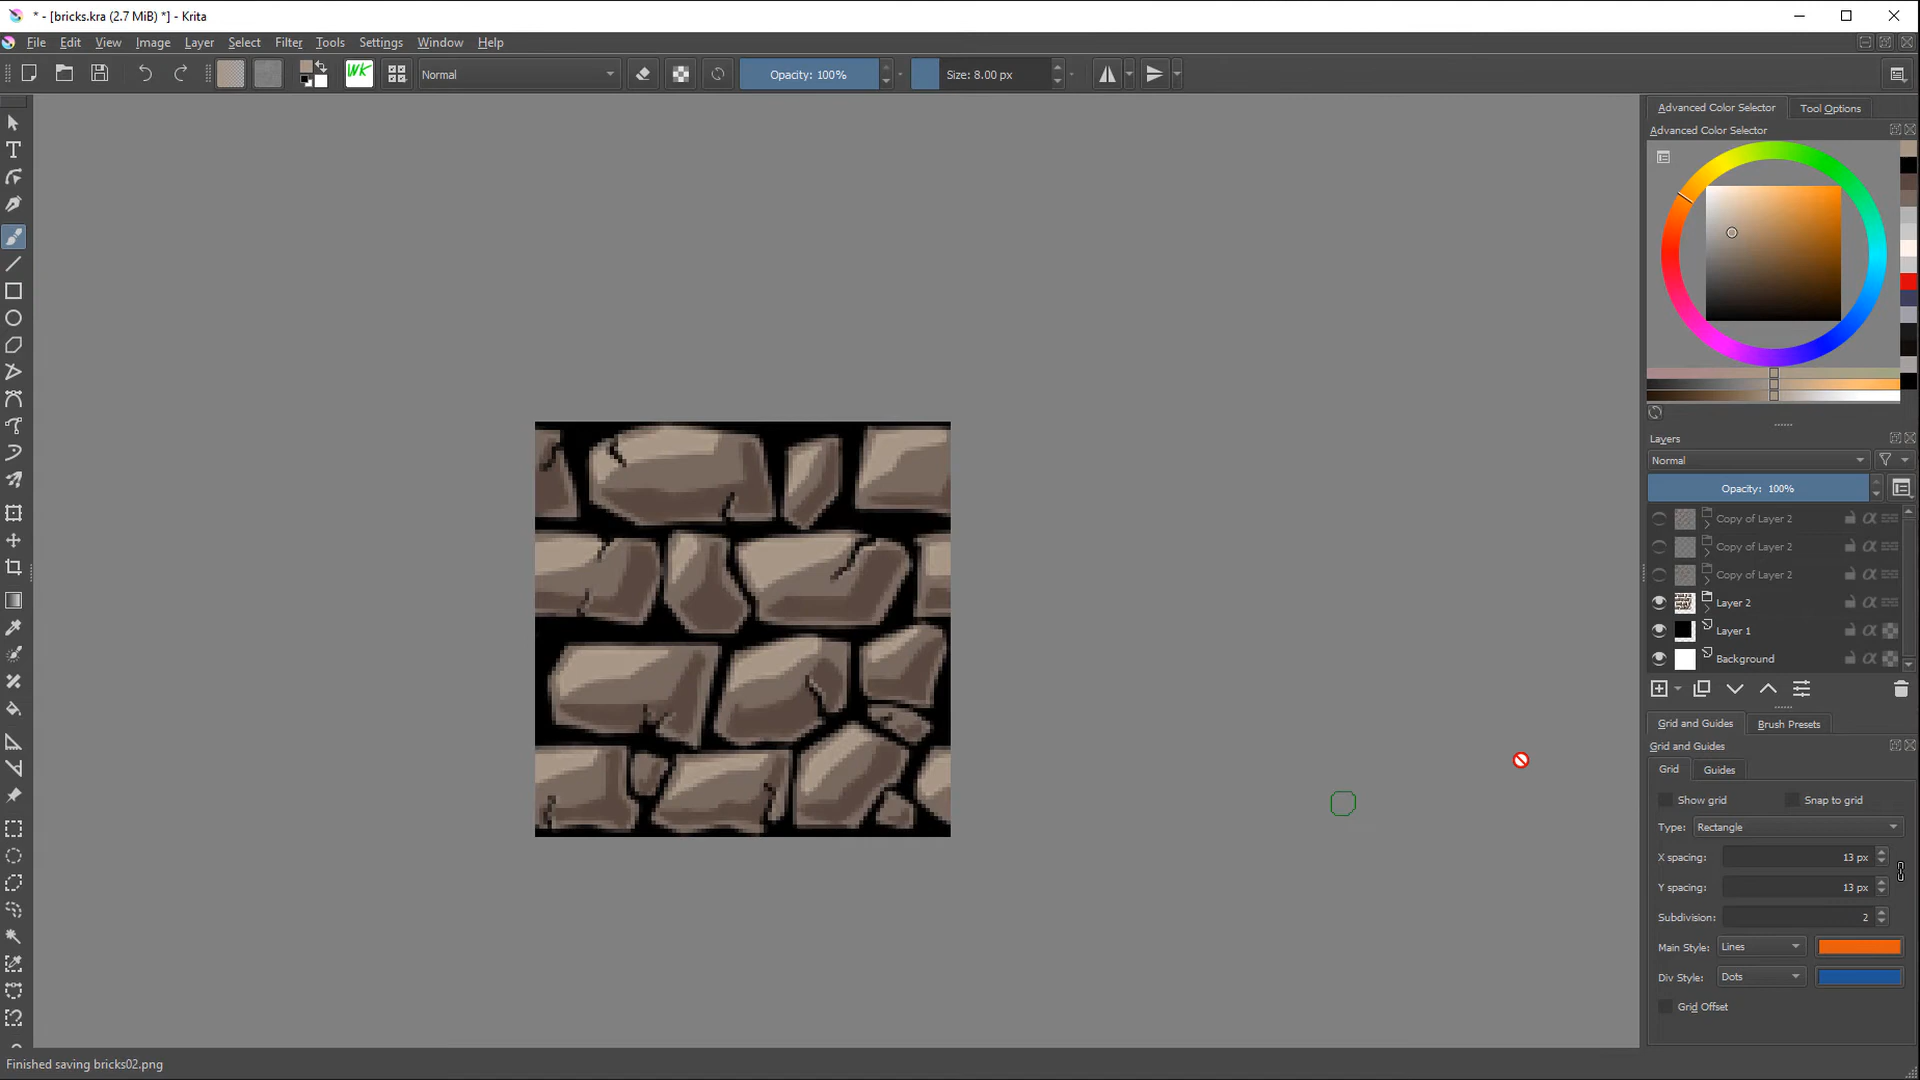 * - [bricks.kra (2.7 MiB) *] - Krita
File Edit View Image Layer Select Filter Tools Settings Window Help
WK Normal Opacity: 100% Size: 8.00 px
Advanced Color Selector Tool Options
Advanced Color Selector
Layers
Normal
Opacity: 100%
Copy of Layer 2
Copy of Layer 2
Copy of Layer 2
Layer 2
Layer 1
Background
Grid and Guides Brush Presets
Grid and Guides
Grid Guides
Show grid Snap to grid
Type: Rectangle
X spacing: 13 px
Y spacing: 13 px
Subdivision: 2
Main Style: Lines
Div Style: Dots
Grid Offset
Finished saving bricks02.png